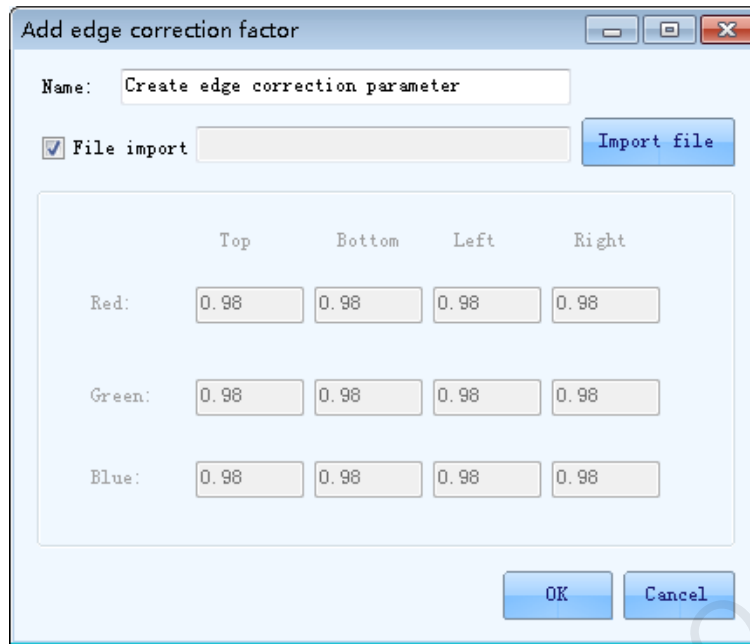 Add edge correction factor
Name: Create edge correction parameter
File import Import file
Top Bottom Left Right
Red: 0.98 0.98 0.98 0.98
Green: 0.98 0.98 0.98 0.98
Blue: 0.98 0.98 0.98 0.98
OK Cancel